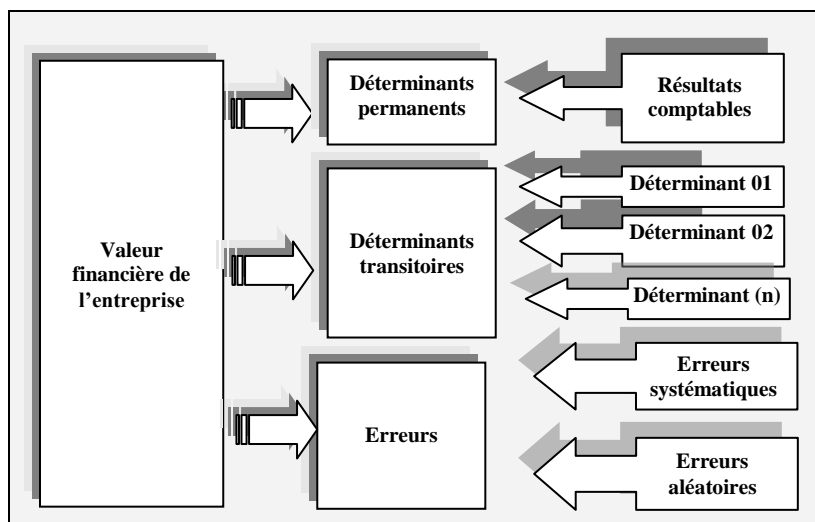 Valeur
financière de
l'entreprise
Déterminants
permanents
Déterminants
transitoires
Erreurs
Résultats
comptables
Déterminant 01
Déterminant 02
Déterminant (n)
Erreurs
systématiques
Erreurs
aléatoires